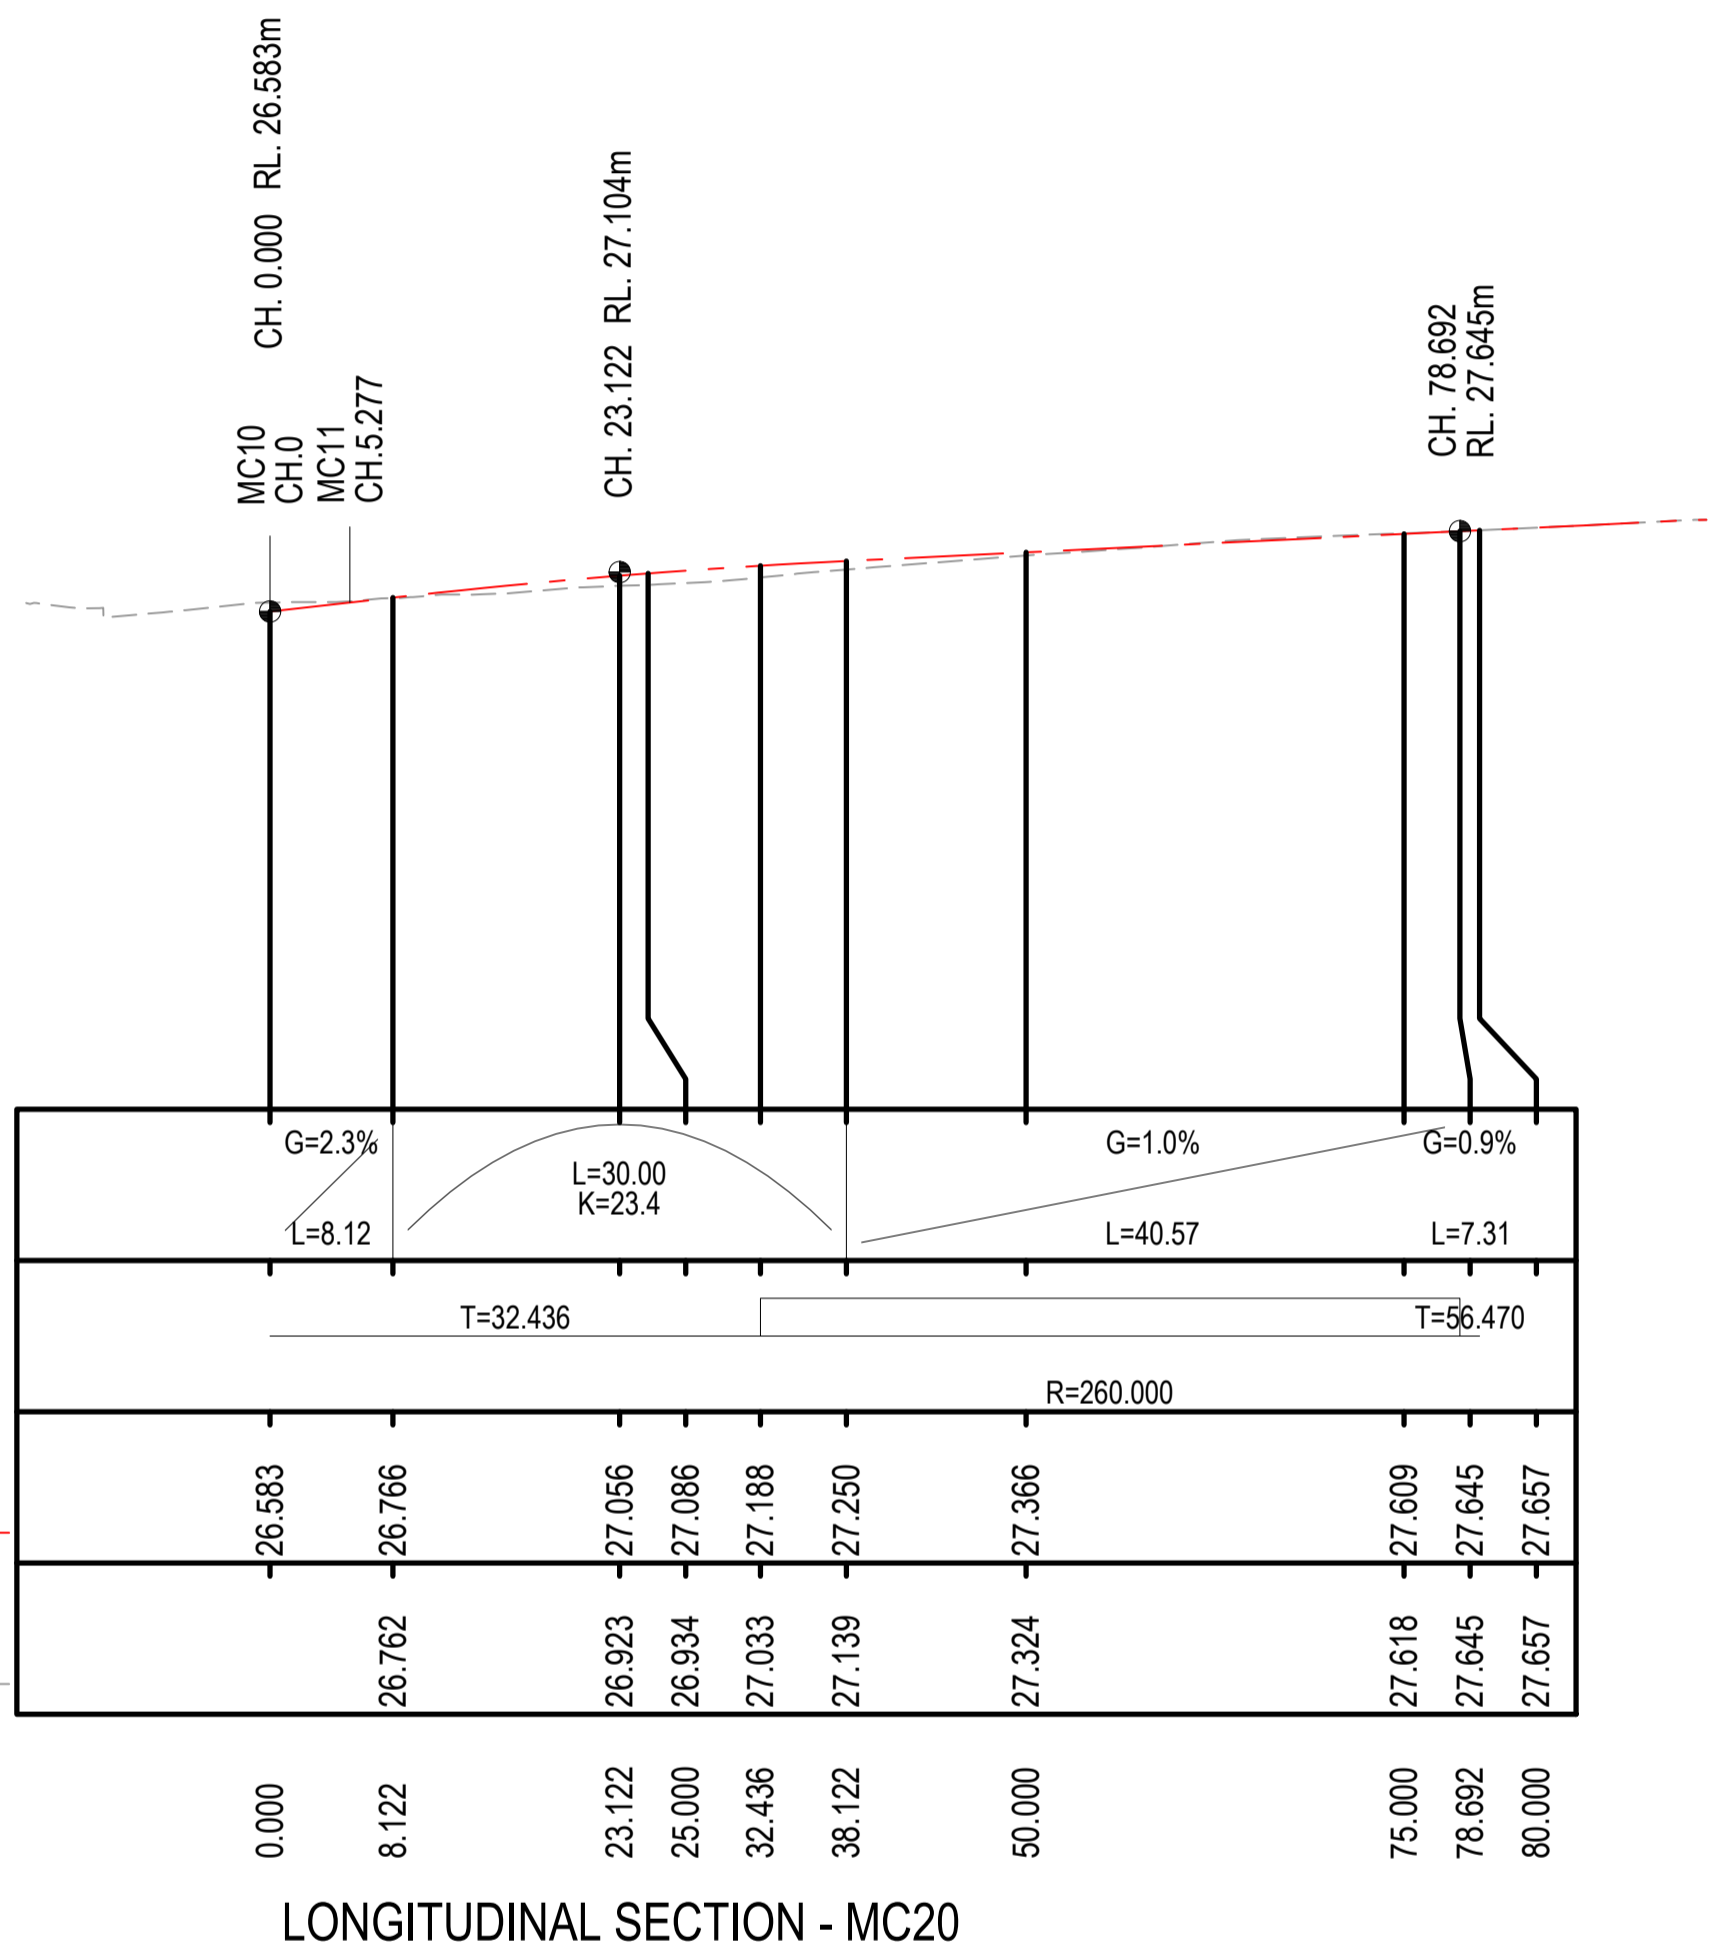 CH. 0.000 RL. 26.583m
MC10
CH.0
MC11
CH.5.277
CH. 23.122 RL. 27.104m
CH. 78.692
RL. 27.645m
G=2.3%
L=8.12
L=30.00
K=23.4
G=1.0%
L=40.57
G=0.9%
L=7.31
T=32.436
T=56.470
R=260.000
26.583 26.766 27.056 27.086 27.188 27.250 27.366 27.609 27.645 27.657
26.762 26.923 26.934 27.033 27.139 27.324 27.618 27.645 27.657
0.000 8.122 23.122 25.000 32.436 38.122 50.000 75.000 78.692 80.000
LONGITUDINAL SECTION - MC20